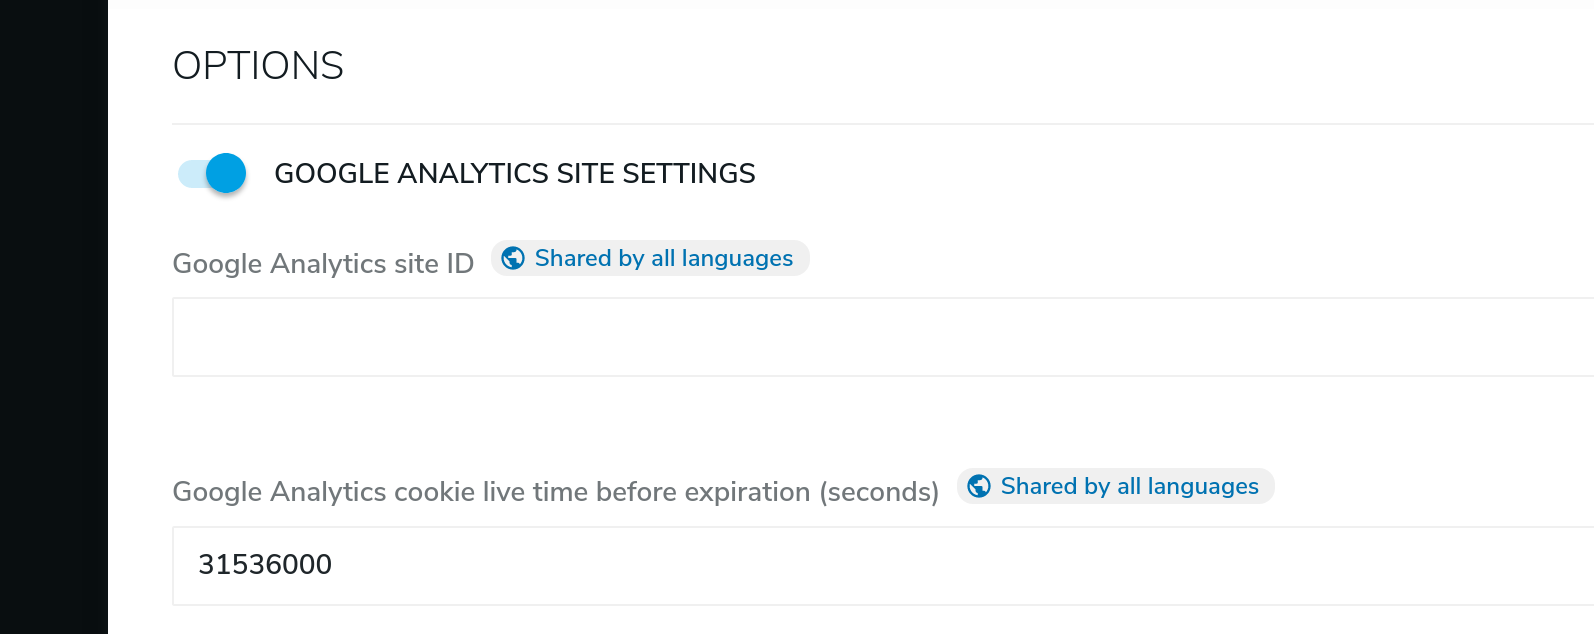 OPTIONS
GOOGLE ANALYTICS SITE SETTINGS
Google Analytics site ID Shared by all languages
Google Analytics cookie live time before expiration (seconds) Shared by all languages
31536000